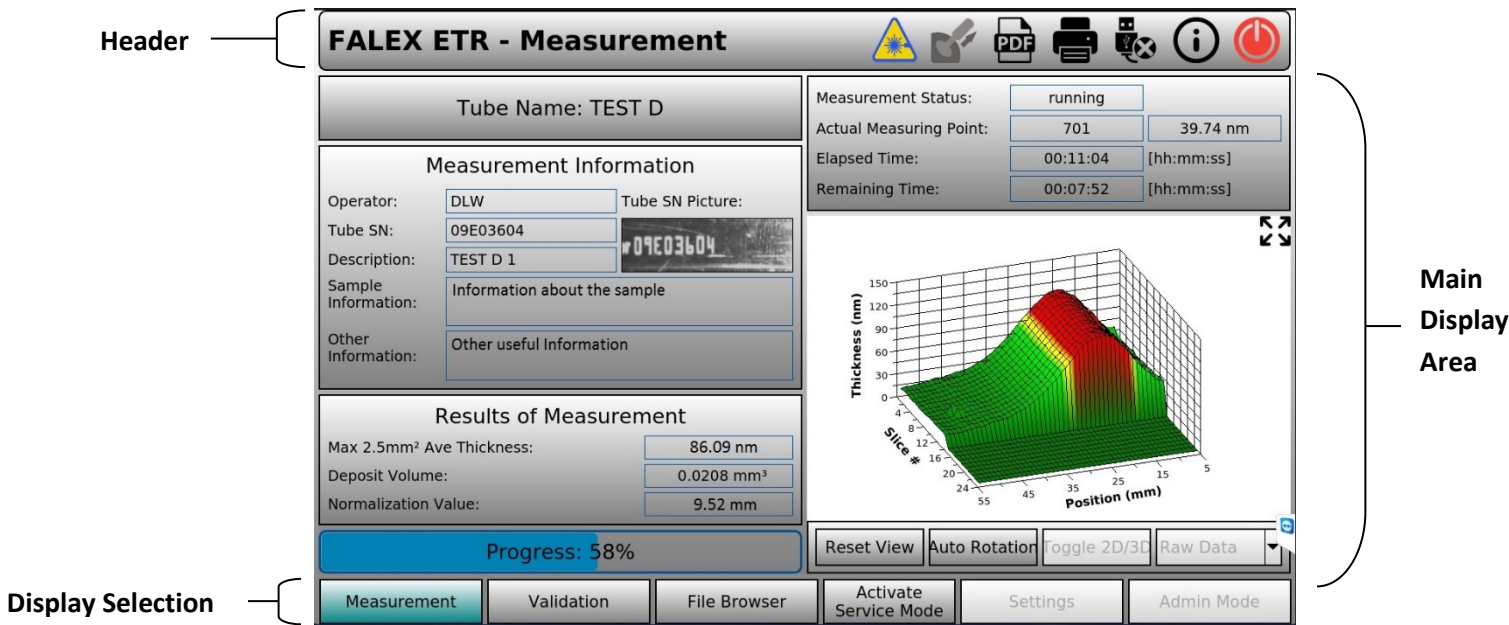 Header
FALEX ETR - Measurement
PDF
Tube Name: TEST D
Measurement Information
Operator: DLW Tube SN Picture:
Tube SN: 09E03604
09E03604
Description: TEST D 1
Sample
Information: Information about the sample
Other
Information: Other useful Information
Results of Measurement
Max 2.5mm² Ave Thickness: 86.09 nm
Deposit Volume: 0.0208 mm³
Normalization Value: 9.52 mm
Progress: 58%
Measurement Status: running
Actual Measuring Point: 701 39.74 nm
Elapsed Time: 00:11:04 [hh:mm:ss]
Remaining Time: 00:07:52 [hh:mm:ss]
Thickness (nm)
150
120
90
60
30
0
4
8
12
16
20
24
Slice #
55 45 35 25 15 5
Position (mm)
Reset View Auto Rotation Toggle 2D/3D Raw Data
Main
Display
Area
Display Selection
Measurement Validation File Browser Activate
Service Mode Settings Admin Mode